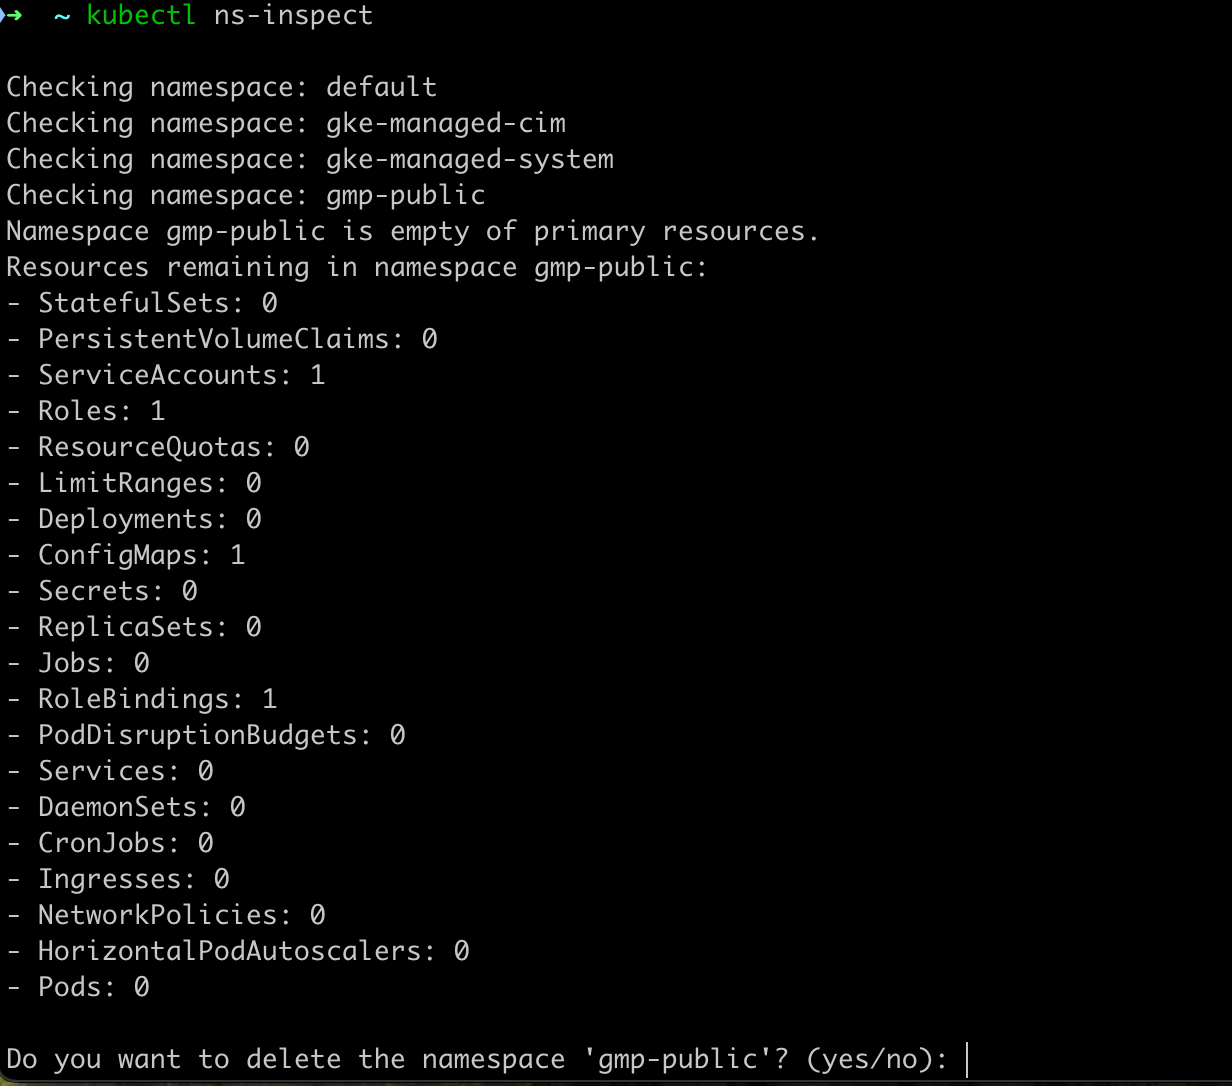 ➜ ~ kubectl ns-inspect
Checking namespace: default
Checking namespace: gke-managed-cim
Checking namespace: gke-managed-system
Checking namespace: gmp-public
Namespace gmp-public is empty of primary resources.
Resources remaining in namespace gmp-public:
- StatefulSets: 0
- PersistentVolumeClaims: 0
- ServiceAccounts: 1
- Roles: 1
- ResourceQuotas: 0
- LimitRanges: 0
- Deployments: 0
- ConfigMaps: 1
- Secrets: 0
- ReplicaSets: 0
- Jobs: 0
- RoleBindings: 1
- PodDisruptionBudgets: 0
- Services: 0
- DaemonSets: 0
- CronJobs: 0
- Ingresses: 0
- NetworkPolicies: 0
- HorizontalPodAutoscalers: 0
- Pods: 0
Do you want to delete the namespace 'gmp-public'? (yes/no):